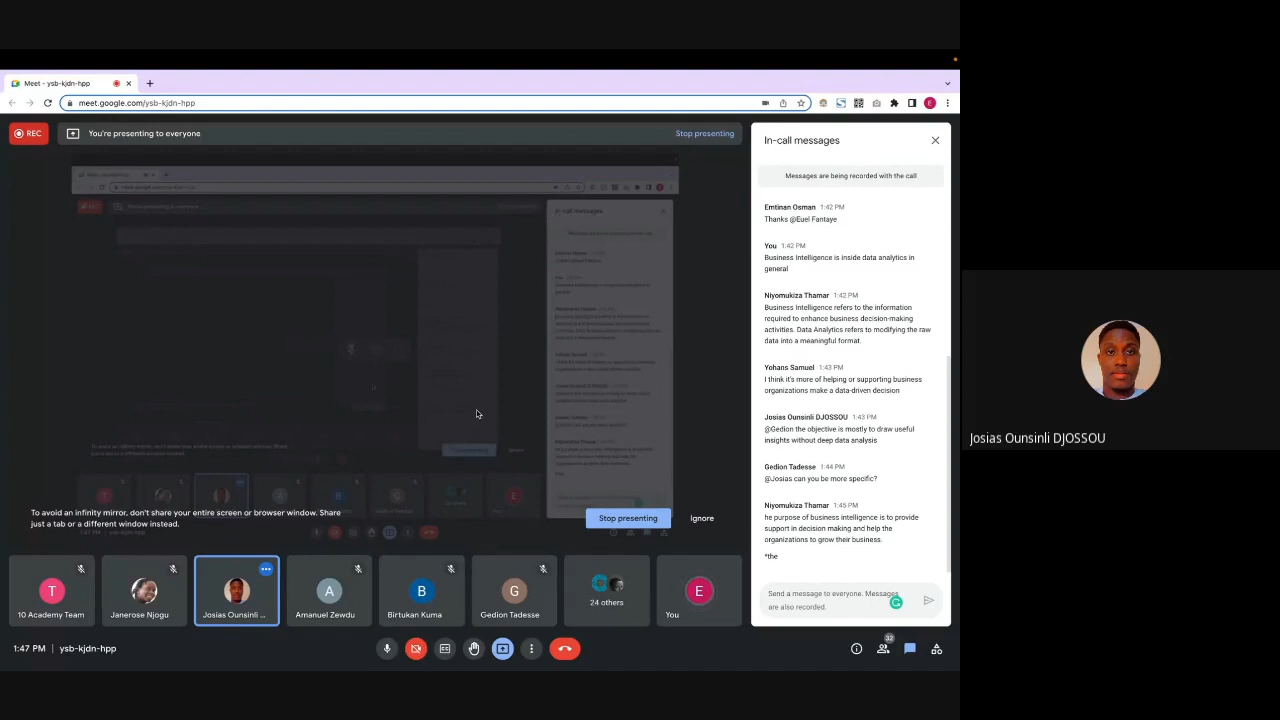 Meet - ysb-kjdn-hpp
meet.google.com/ysb-kjdn-hpp
E
REC
You're presenting to everyone
Stop presenting
In-call messages
Messages are being recorded with the call
Emtinan Osman 1:42 PM
Thanks @Euel Fantaye
You 1:42 PM
Business intelligence is inside data analytics in
general
Niyomukiza Thamar 1:42 PM
Business Intelligence refers to the information
required to enhance business decision-making
activities. Data Analytics refers to modifying the raw
data into a meaningful format.
Yohans Samuel 1:43 PM
I think it's more of helping or supporting business
organizations make a data-driven decision
Josias Ounsinli DJOSSOU 1:43 PM
@Gedion the objective is mostly to draw useful
insights without deep data analysis
Gedion Tadesse 1:44 PM
@Josias can you be more specific?
Niyomukiza Thamar 1:45 PM
he purpose of business intelligence is to provide
support in decision making and help the
organizations to grow their business.
*the
Send a message to everyone. Messages
are also recorded.
To avoid an infinity mirror, don't share your entire screen or browser window. Share
just a tab or a different window instead.
Stop presenting
Ignore
T
10 Academy Team
Janerose Njogu
Josias Ounsinli ...
A
Amanuel Zewdu
B
Birtukan Kuma
G
Gedion Tadesse
24 others
E
You
1:47 PM | ysb-kjdn-hpp
32
Josias Ounsinli DJOSSOU